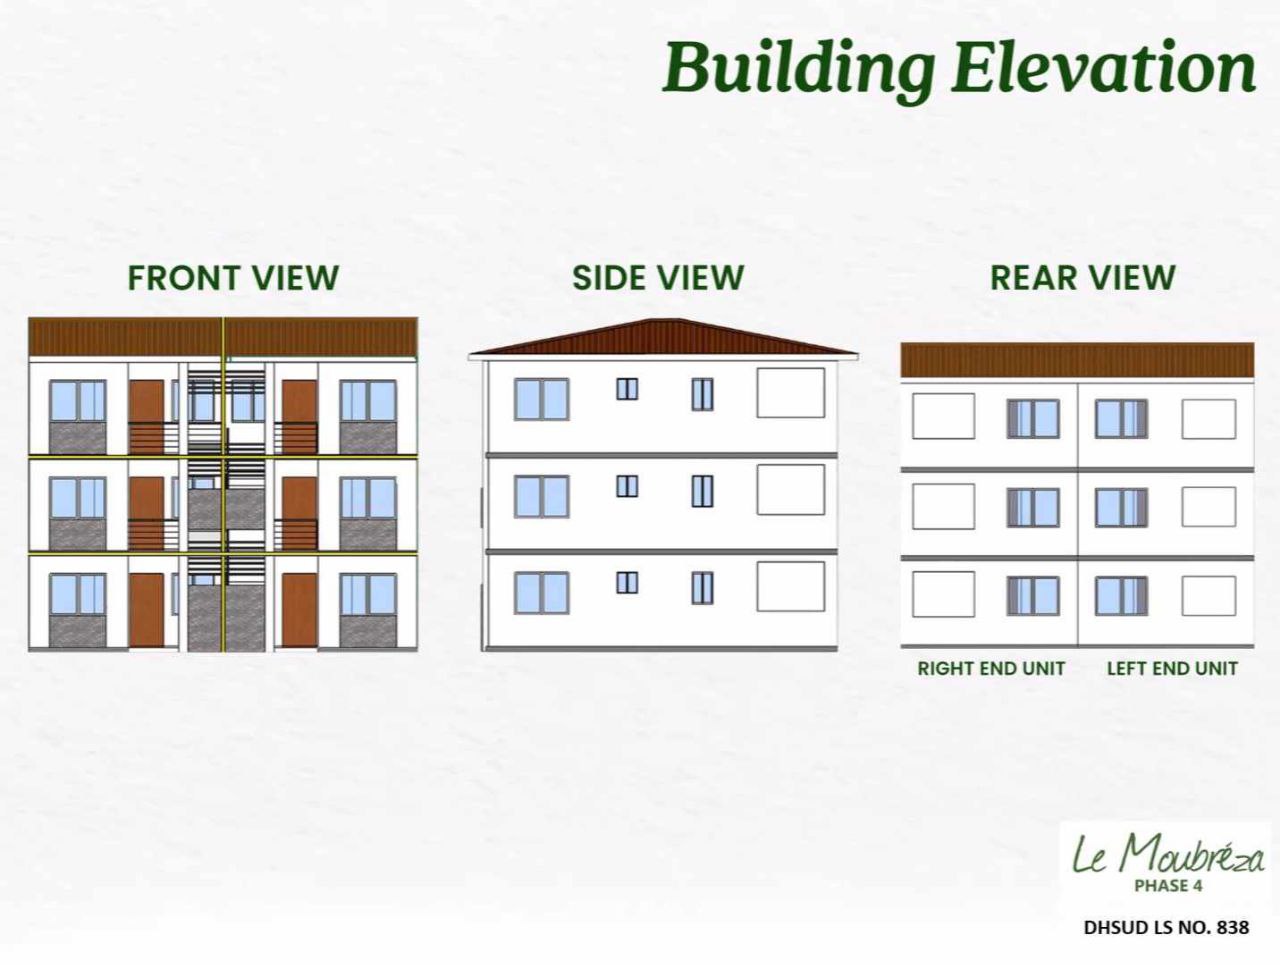 Building Elevation
FRONT VIEW
SIDE VIEW
REAR VIEW
RIGHT END UNIT
LEFT END UNIT
Le Moubréza
PHASE 4
DHSUD LS NO. 838